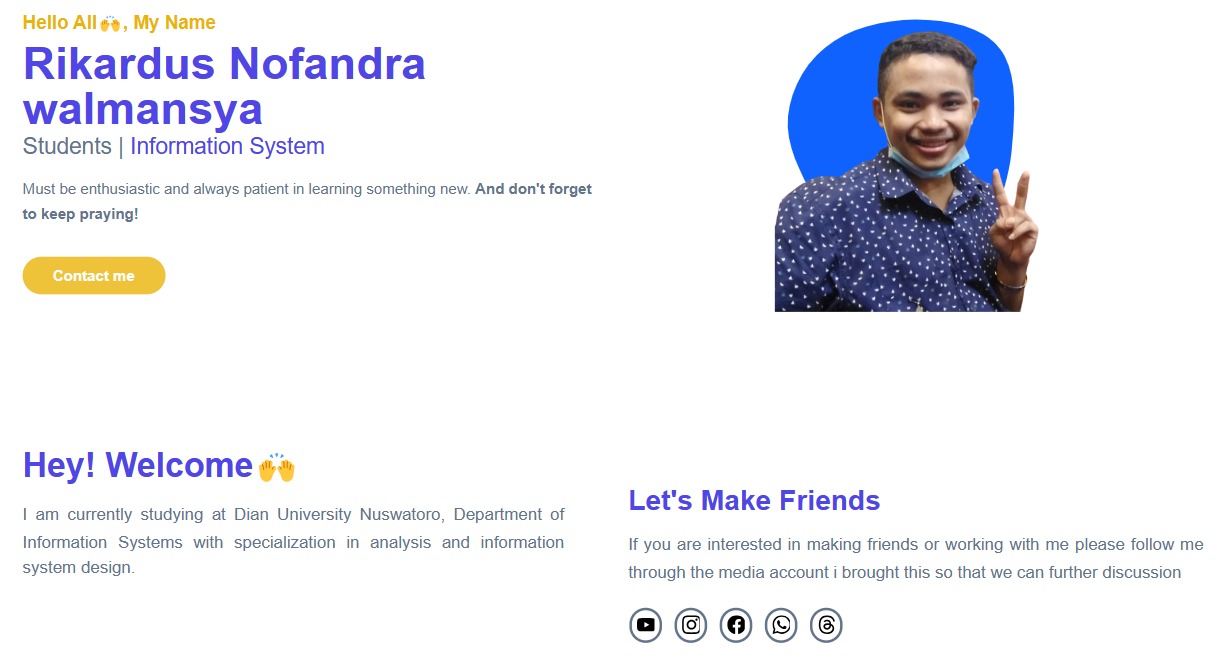 Hello All🙌, My Name
Rikardus Nofandra
walmansya
Students | Information System
Must be enthusiastic and always patient in learning something new. And don't forget
to keep praying!
Contact me
Hey! Welcome🙌
I am currently studying at Dian University Nuswatoro, Department of
Information Systems with specialization in analysis and information
system design.
Let's Make Friends
If you are interested in making friends or working with me please follow me
through the media account i brought this so that we can further discussion